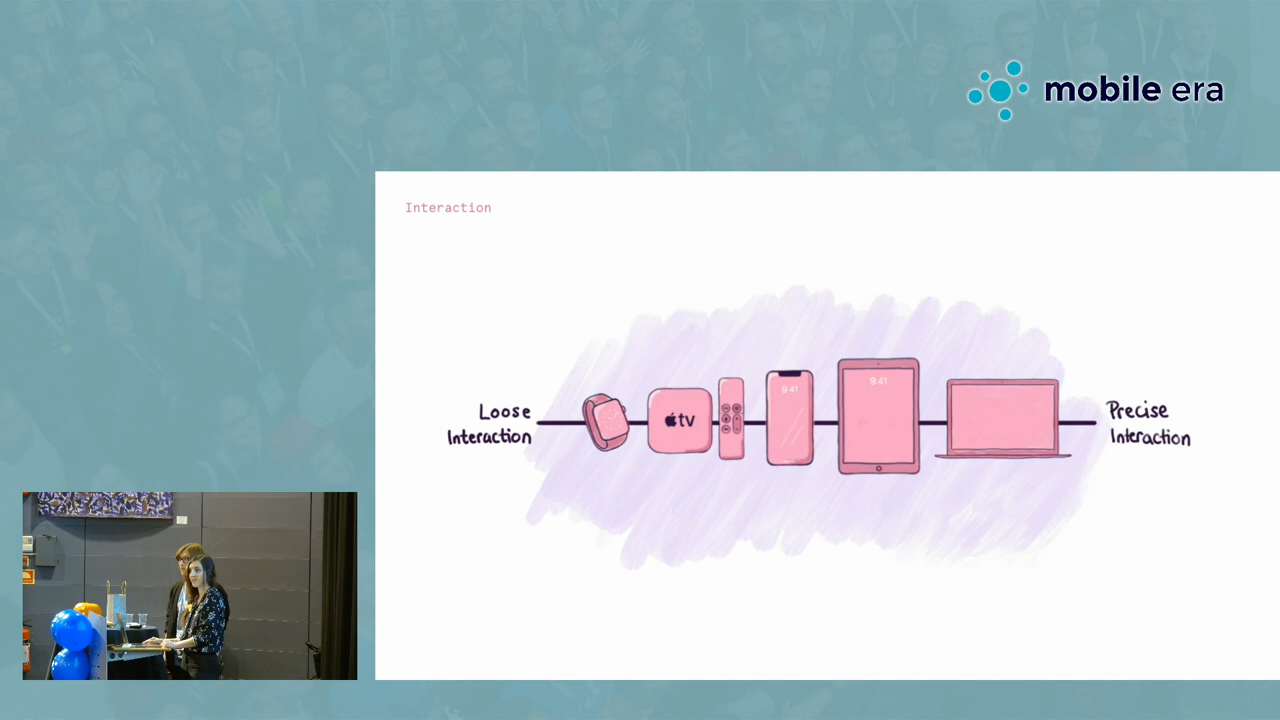 mobile era
Interaction
9 41
9 41
tv
Loose
Interaction
Precise
Interaction